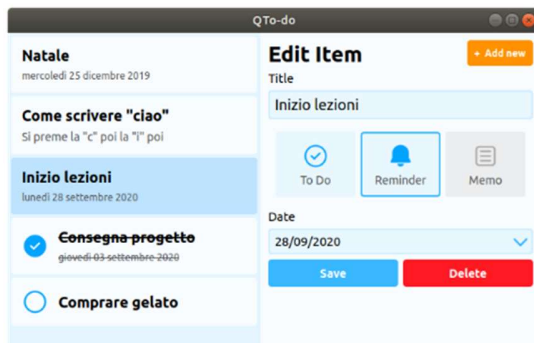 QTo-do
Natale
mercoledì 25 dicembre 2019
Come scrivere "ciao"
Si preme la "c" poi la "i" poi
Inizio lezioni
lunedì 28 settembre 2020
Consegna progetto
giovedì 03 settembre 2020
Comprare gelato
Edit Item
+ Add new
Title
Inizio lezioni
To Do
Reminder
Memo
Date
28/09/2020
Save
Delete